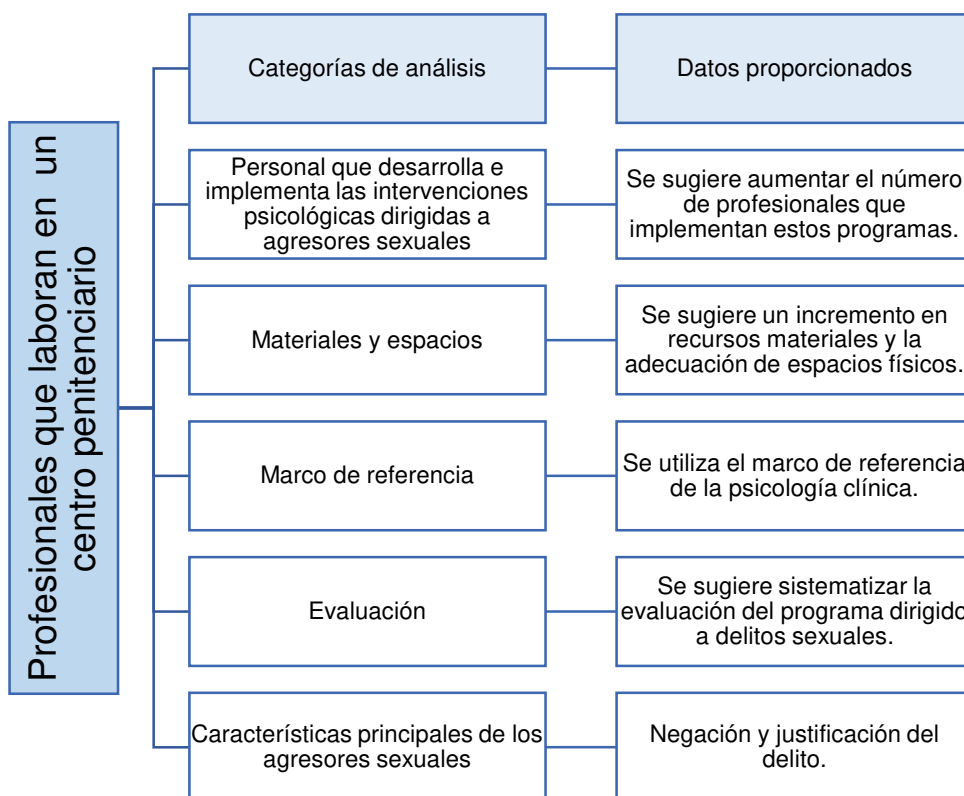 Profesionales que laboran en un
centro penitenciario
Categorías de análisis
Datos proporcionados
Personal que desarrolla e
implementa las intervenciones
psicológicas dirigidas a
agresores sexuales
Se sugiere aumentar el número
de profesionales que
implementan estos programas.
Materiales y espacios
Se sugiere un incremento en
recursos materiales y la
adecuación de espacios físicos.
Marco de referencia
Se utiliza el marco de referencia
de la psicología clínica.
Evaluación
Se sugiere sistematizar la
evaluación del programa dirigido
a delitos sexuales.
Carácterísticas principales de los
agresores sexuales
Negación y justificación del
delito.